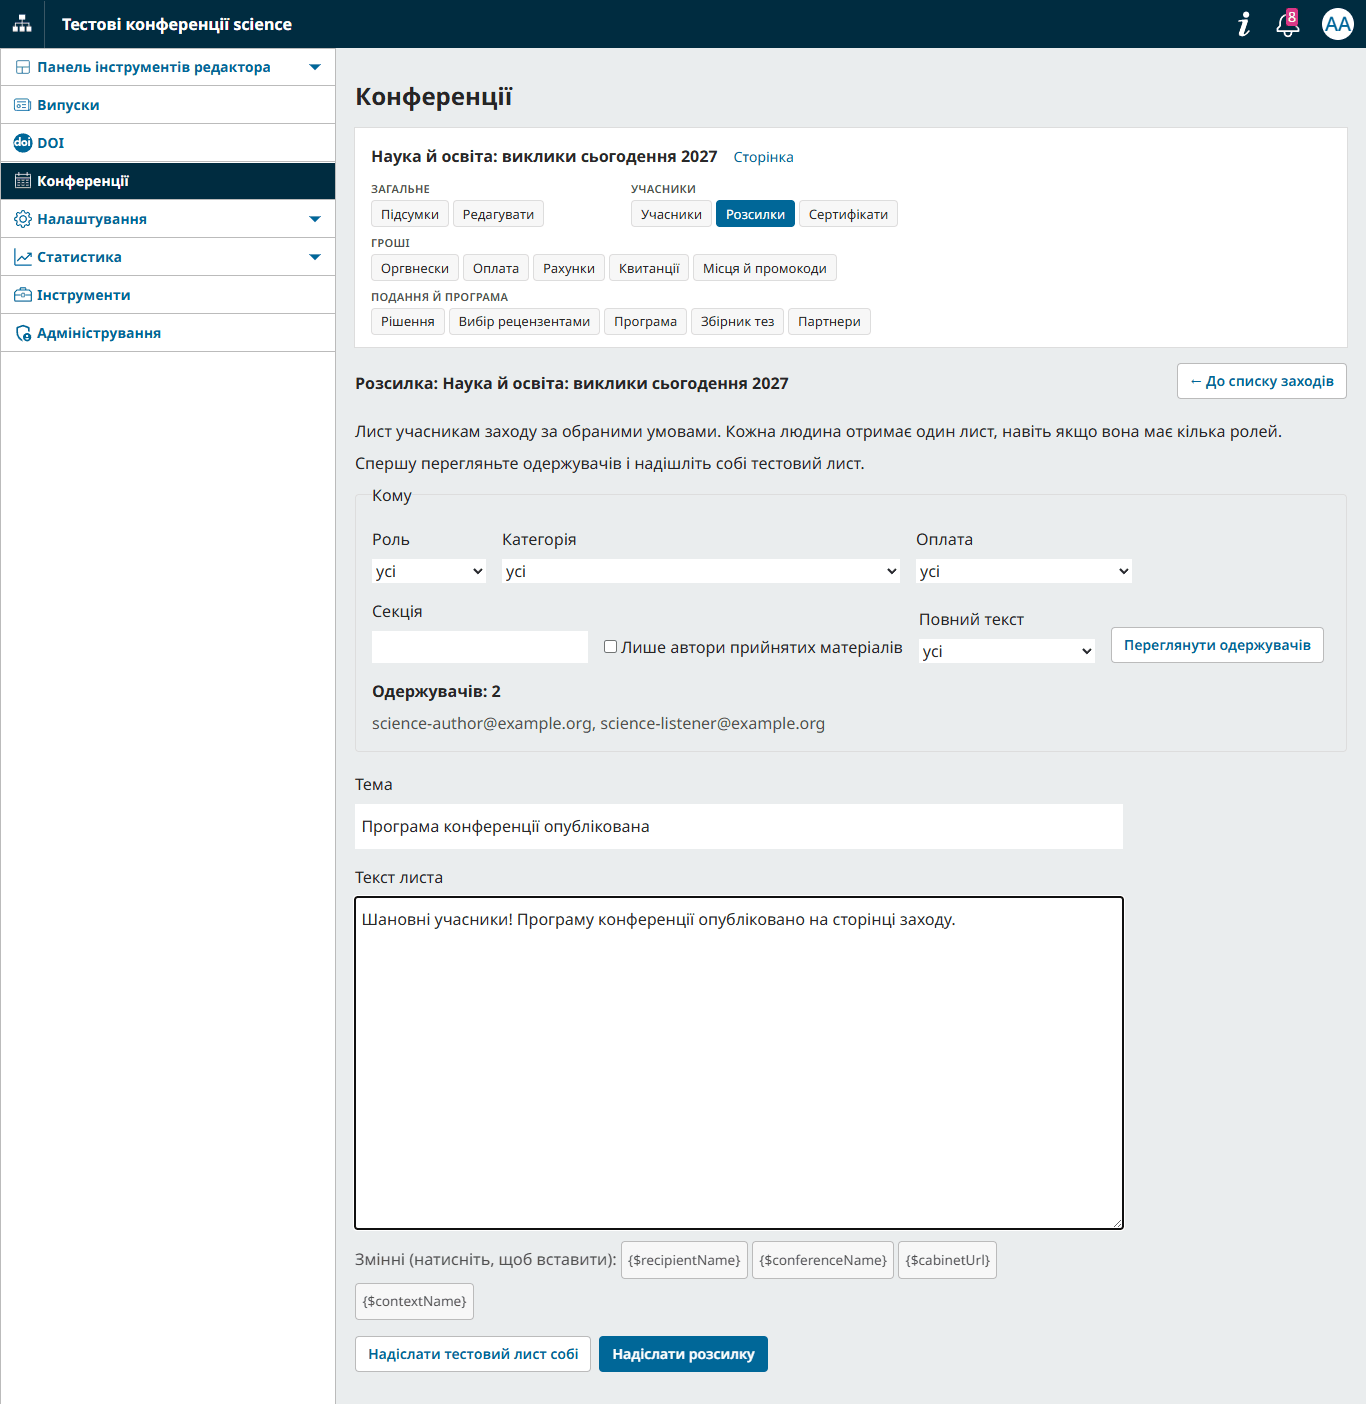 Тестові конференції science
8
AA
Панель інструментів редактора
Випуски
doi DOI
Конференції
Налаштування
Статистика
Інструменти
Адміністрування
Конференції
Наука й освіта: виклики сьогодення 2027 Сторінка
ЗАГАЛЬНЕ
Підсумки Редагувати
УЧАСНИКИ
Учасники Розсилки Сертифікати
ГРОШІ
Оргвнески Оплата Рахунки Квитанції Місця й промокоди
ПОДАННЯ Й ПРОГРАМА
Рішення Вибір рецензентами Програма Збірник тез Партнери
Розсилка: Наука й освіта: виклики сьогодення 2027
← До списку заходів
Лист учасникам заходу за обраними умовами. Кожна людина отримає один лист, навіть якщо вона має кілька ролей.
Спершу перегляньте одержувачів і надішліть собі тестовий лист.
Кому
Роль Категорія Оплата
усі усі усі
Секція
Лише автори прийнятих матеріалів
Повний текст
усі
Переглянути одержувачів
Одержувачів: 2
science-author@example.org, science-listener@example.org
Тема
Програма конференції опублікована
Текст листа
Шановні учасники! Програму конференції опубліковано на сторінці заходу.
Змінні (натисніть, щоб вставити): {$recipientName} {$conferenceName} {$cabinetUrl}
{$contextName}
Надіслати тестовий лист собі Надіслати розсилку